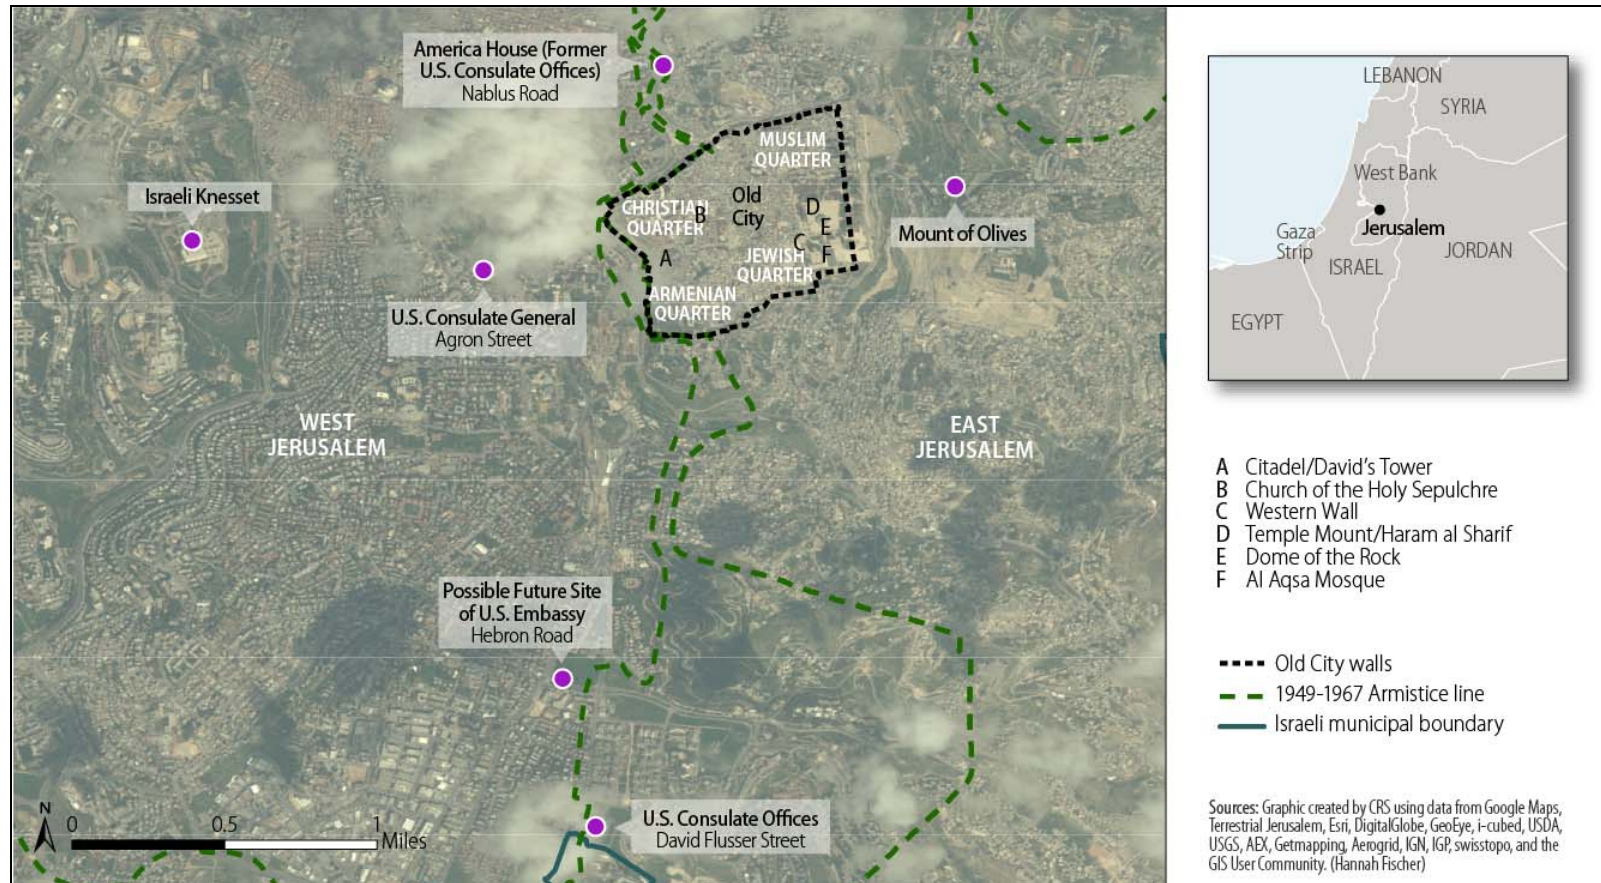 America House (Former
U.S. Consulate Offices)
Nablus Road
MUSLIM
QUARTER
Israeli Knesset
CHRISTIAN
QUARTER
B
Old
City
D
E
C
F
A
JEWISH
QUARTER
Mount of Olives
ARMENIAN
QUARTER
U.S. Consulate General
Agron Street
WEST
JERUSALEM
EAST
JERUSALEM
Possible Future Site
of U.S. Embassy
Hebron Road
U.S. Consulate Offices
David Flusser Street
N
0 0.5 1
Miles
LEBANON
SYRIA
West Bank
Jerusalem
Gaza
Strip
ISRAEL
JORDAN
EGYPT
A Citadel/David's Tower
B Church of the Holy Sepulchre
C Western Wall
D Temple Mount/Haram al Sharif
E Dome of the Rock
F Al Aqsa Mosque
Old City walls
1949-1967 Armistice line
Israeli municipal boundary
Sources: Graphic created by CRS using data from Google Maps,
Terrestrial Jerusalem, Esri, DigitalGlobe, GeoEye, i-cubed, USDA,
USGS, AEX, Getmapping, Aerogrid, IGN, IGP, swisstopo, and the
GIS User Community. (Hannah Fischer)